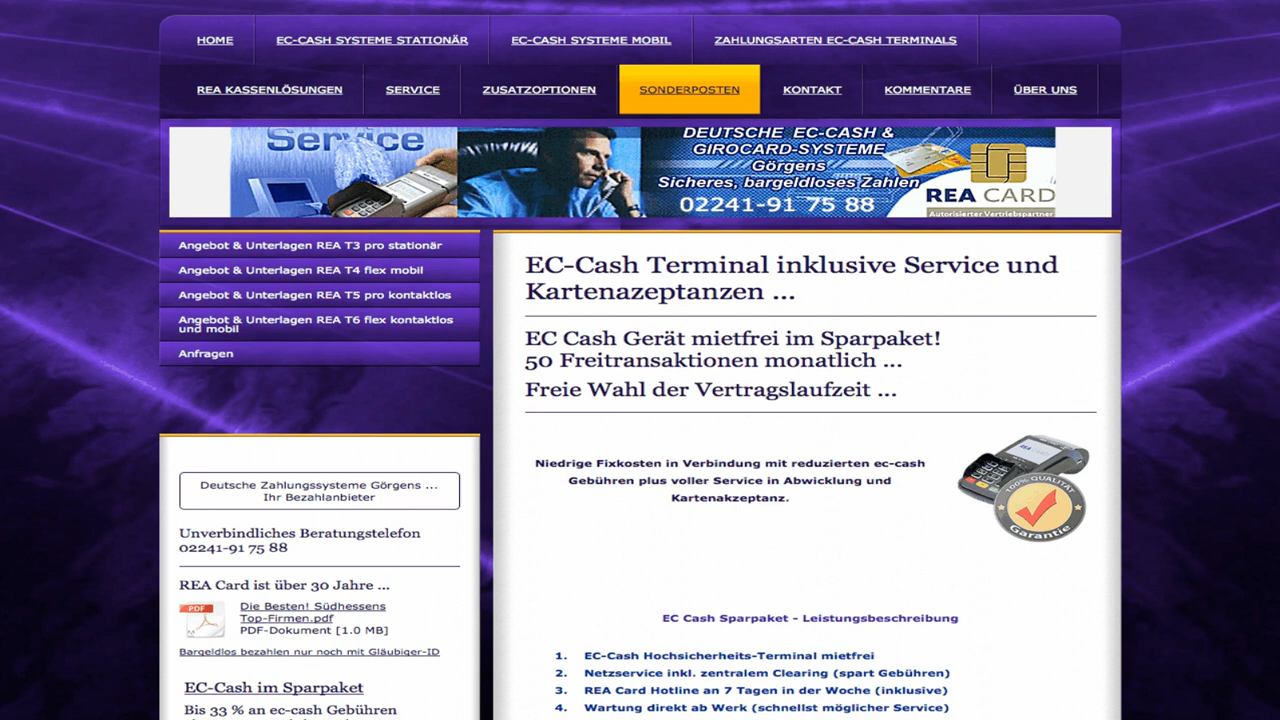 HOME
EC-CASH SYSTEME STATIONÄR
EC-CASH SYSTEME MOBIL
ZAHLUNGSARTEN EC-CASH TERMINALS
REA KASSENLÖSUNGEN
SERVICE
ZUSATZOPTIONEN
SONDERPOSTEN
KONTAKT
KOMMENTARE
ÜBER UNS
Service
DEUTSCHE EC-CASH &
GIROCARD-SYSTEME
Görgens
Sicheres, bargeldloses Zahlen
02241-91 75 88
REA CARD
Autorisierter Vertriebspartner
Angebot & Unterlagen REA T3 pro stationär
Angebot & Unterlagen REA T4 flex mobil
Angebot & Unterlagen REA T5 pro kontaktlos
Angebot & Unterlagen REA T6 flex kontaktlos
und mobil
Anfragen
Deutsche Zahlungssysteme Görgens ...
Ihr Bezahlanbieter
Unverbindliches Beratungstelefon
02241-91 75 88
REA Card ist über 30 Jahre ...
PDF
Die Besten! Südhessens
Top-Firmen.pdf
PDF-Dokument [1.0 MB]
Bargeldlos bezahlen nur noch mit Gläubiger-ID
EC-Cash im Sparpaket
Bis 33 % an ec-cash Gebühren
EC-Cash Terminal inklusive Service und
Kartenazeptanzen ...
EC Cash Gerät mietfrei im Sparpaket!
50 Freitransaktionen monatlich ...
Freie Wahl der Vertragslaufzeit ...
Niedrige Fixkosten in Verbindung mit reduzierten ec-cash
Gebühren plus voller Service in Abwicklung und
Kartenakzeptanz.
REA CARD
100% QUALITÄT
Garantie
EC Cash Sparpaket - Leistungsbeschreibung
1. EC-Cash Hochsicherheits-Terminal mietfrei
2. Netzservice inkl. zentralem Clearing (spart Gebühren)
3. REA Card Hotline an 7 Tagen in der Woche (inklusive)
4. Wartung direkt ab Werk (schnellst möglicher Service)